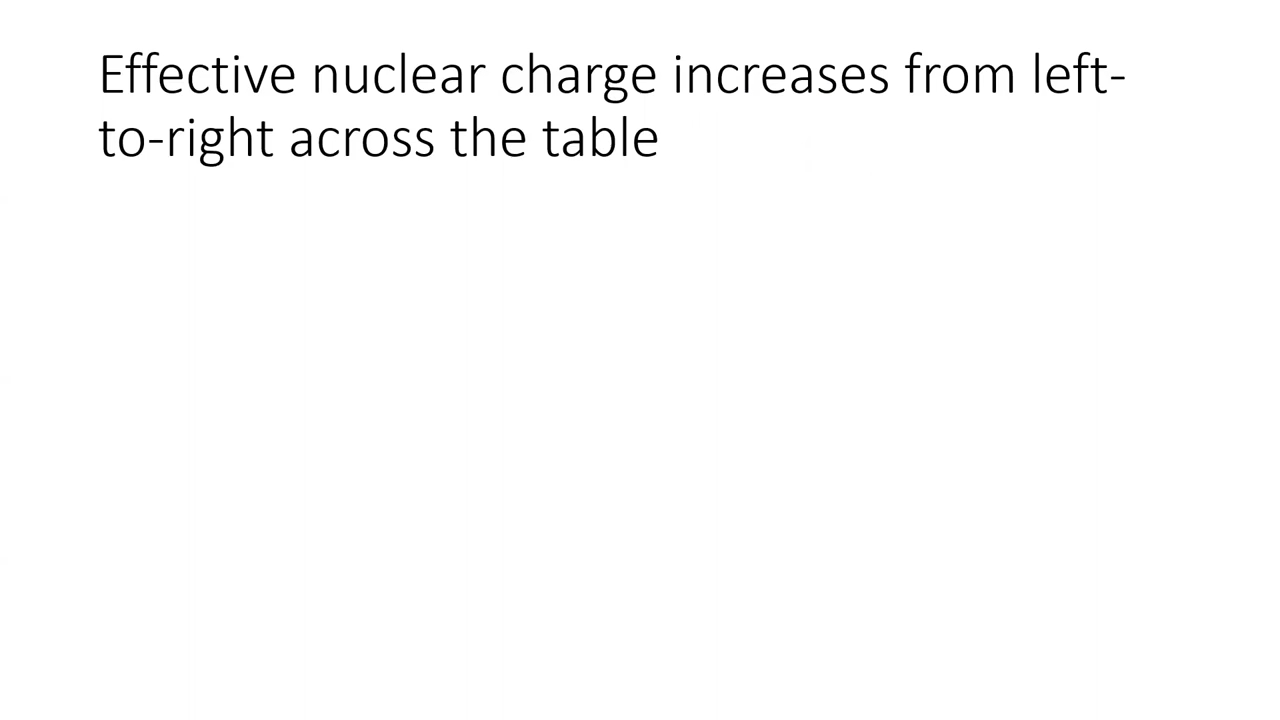 Effective nuclear charge increases from left-
to-right across the table